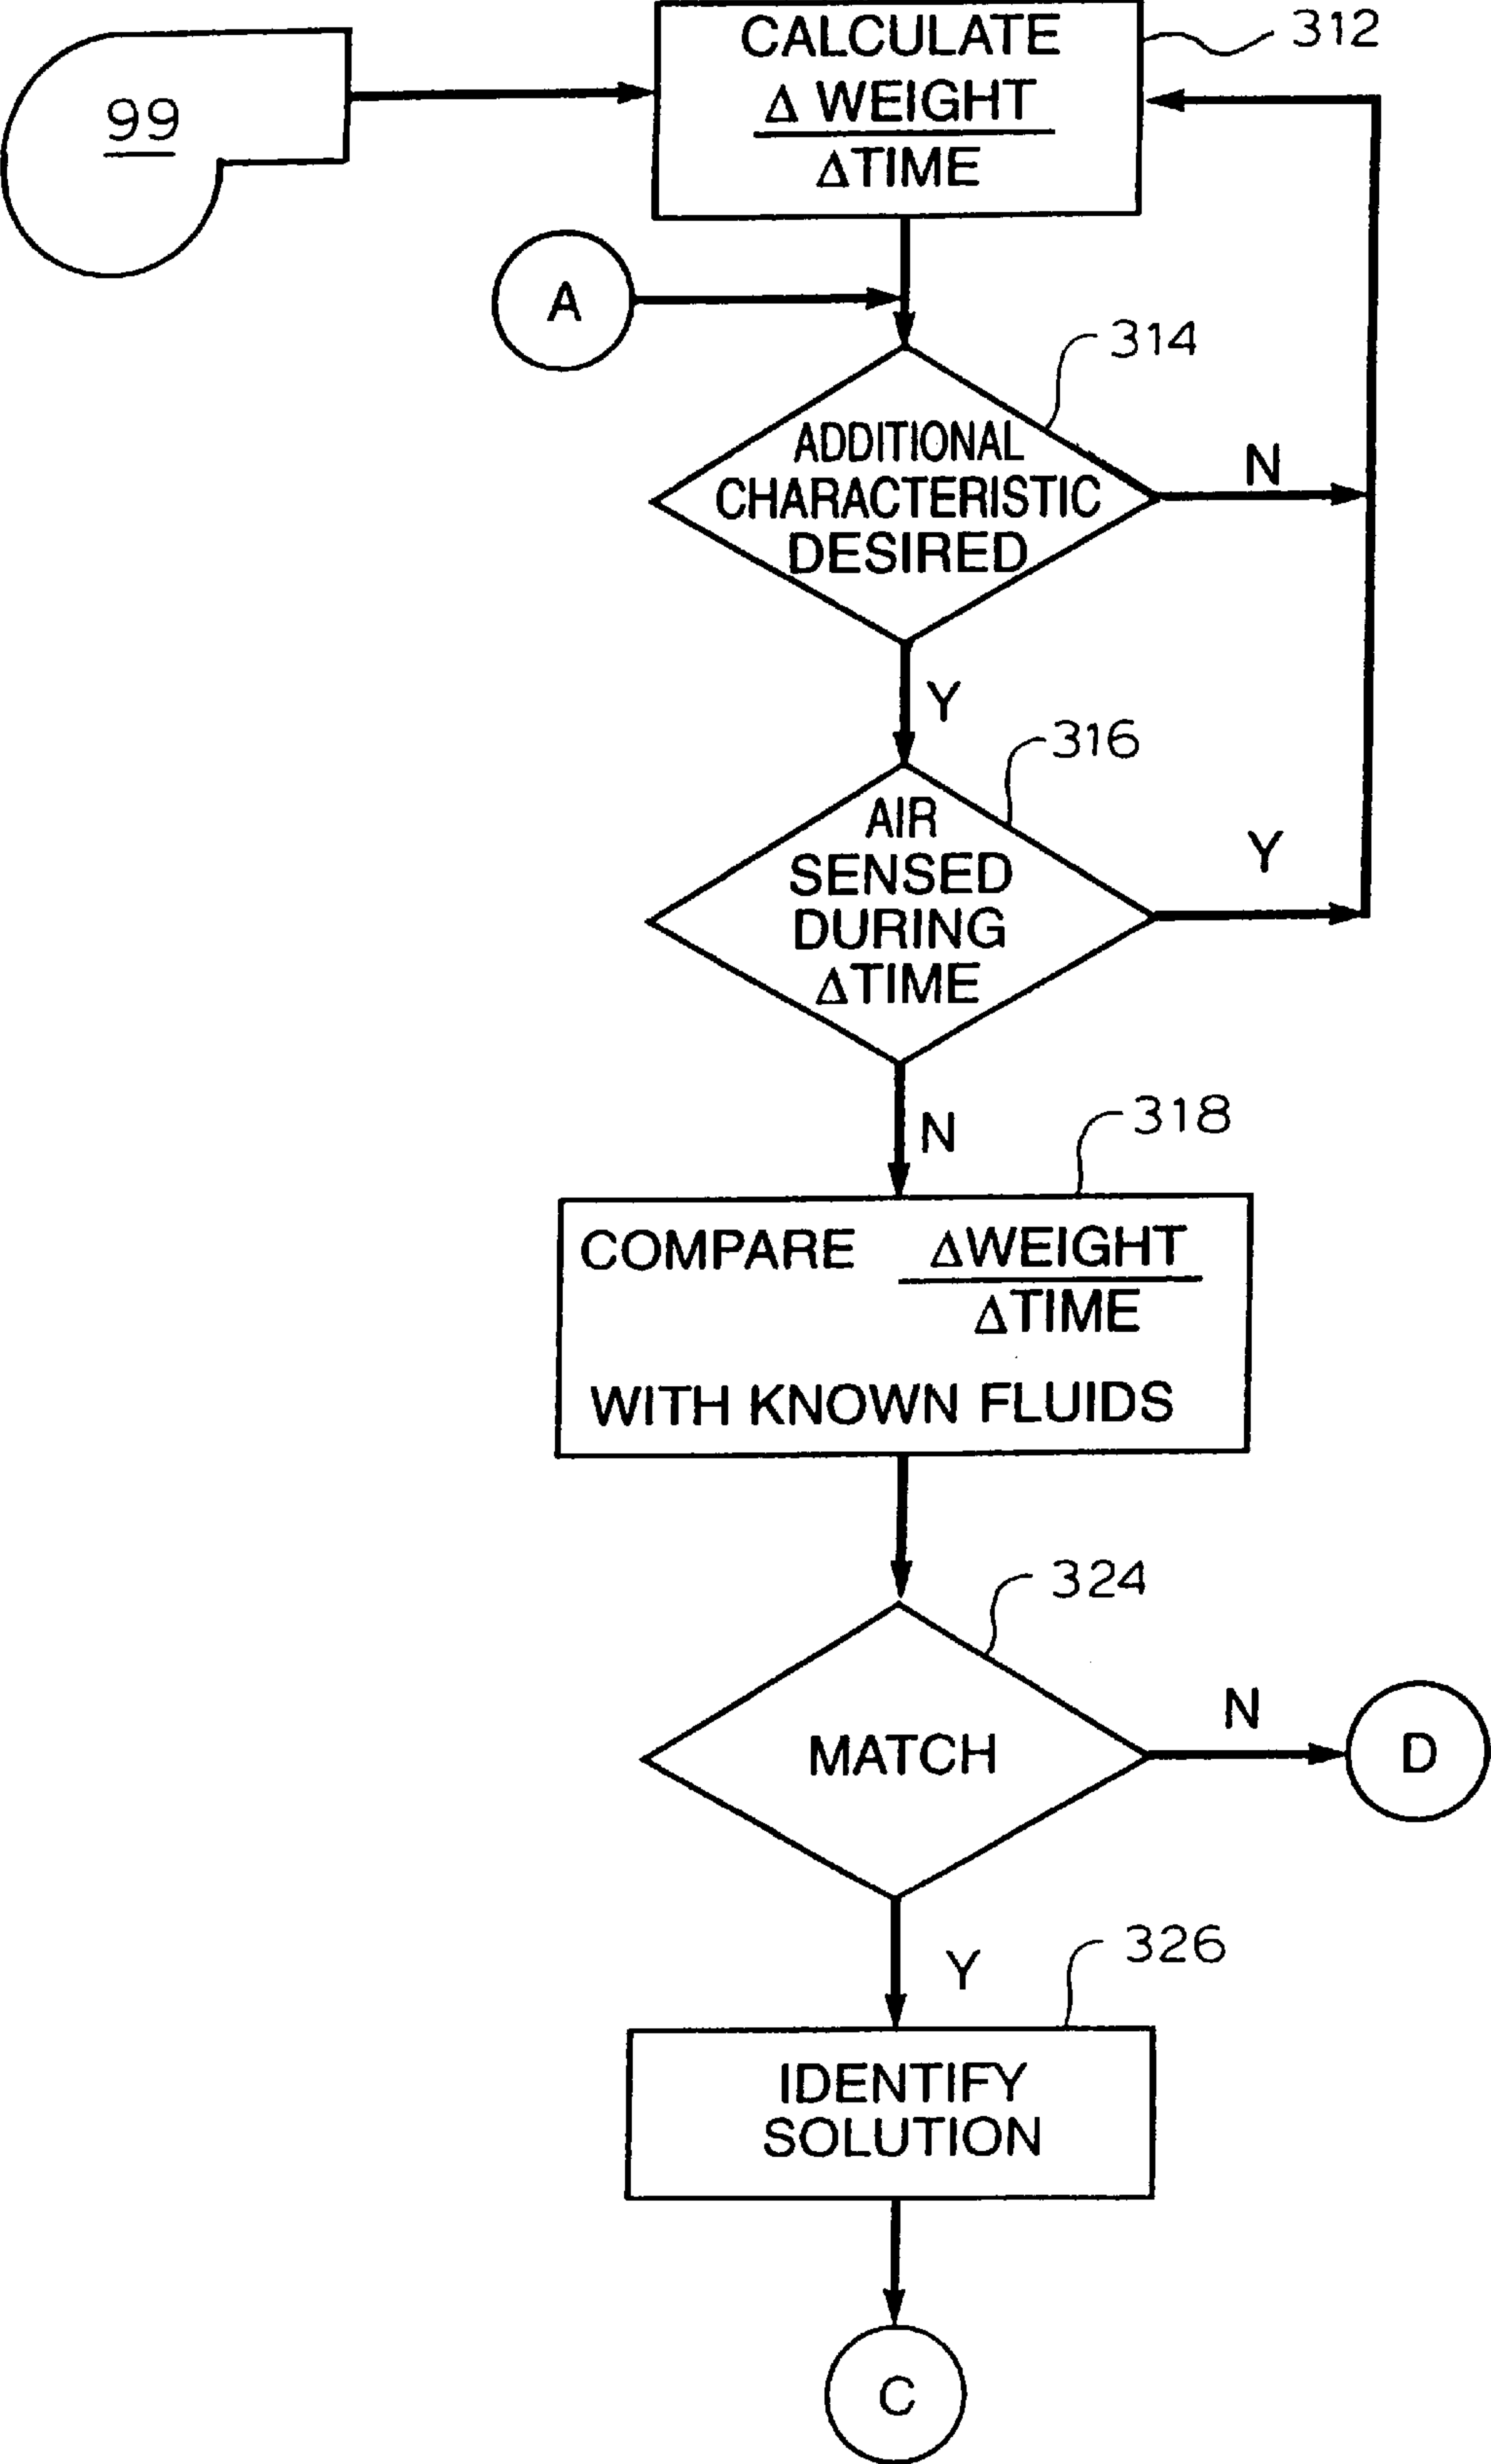 99
CALCULATE
Δ WEIGHT
ΔTIME
312
A
314
ADDITIONAL
CHARACTERISTIC
DESIRED
N
Y
316
AIR
SENSED
DURING
ΔTIME
Y
N
318
COMPARE ΔWEIGHT
ΔTIME
WITH KNOWN FLUIDS
324
MATCH
N
D
Y
326
IDENTIFY
SOLUTION
C